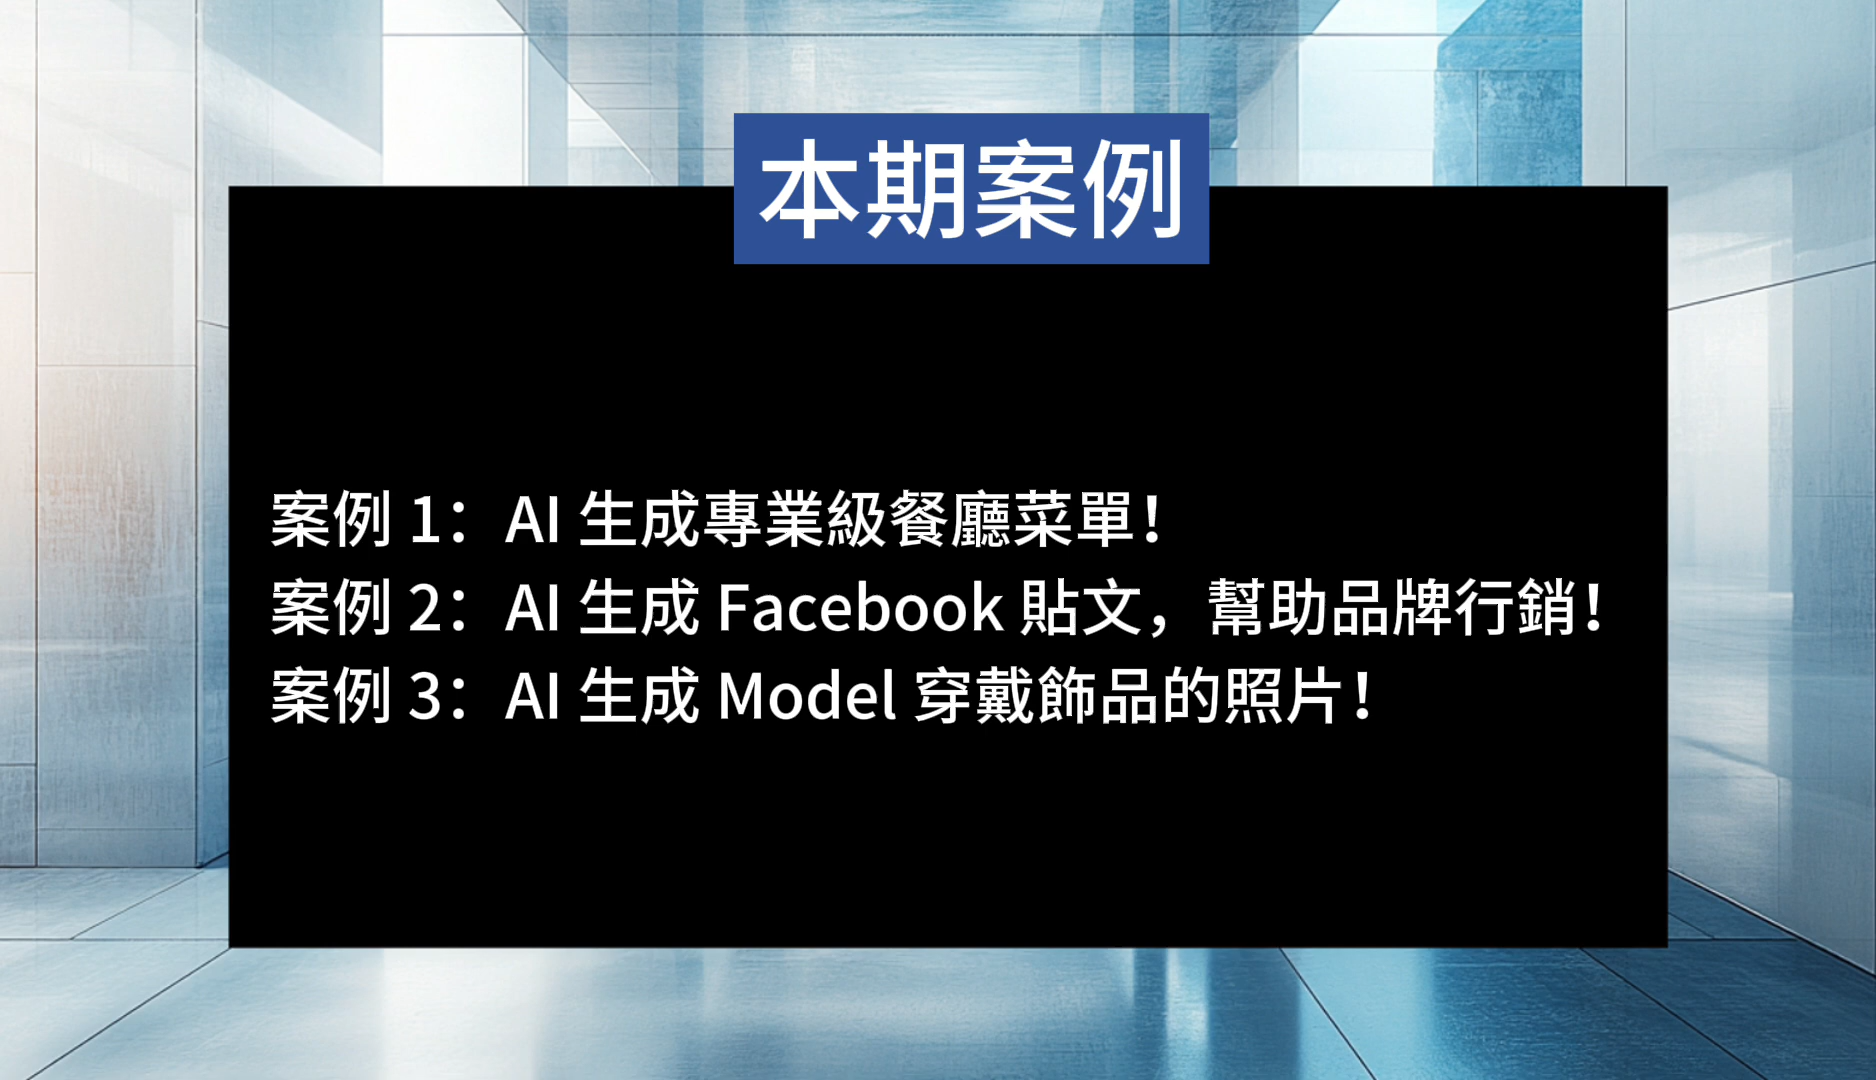 本期案例
案例 1：AI 生成專業級餐廳菜單！
案例 2：AI 生成 Facebook 貼文，幫助品牌行銷！
案例 3：AI 生成 Model 穿戴飾品的照片！